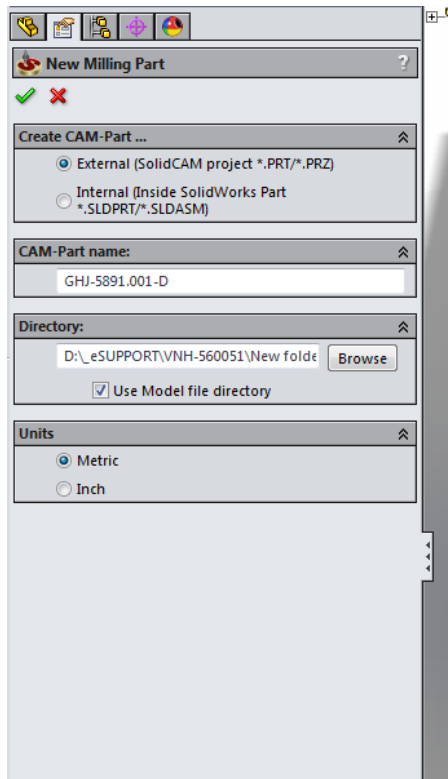 New Milling Part
?
Create CAM-Part ...
External (SolidCAM project *.PRT/*.PRZ)
Internal (Inside SolidWorks Part
*.SLDPRT/*.SLDASM)
CAM-Part name:
GHJ-5891.001-D
Directory:
D:\_eSUPPORT\VNH-560051\New folde
Browse
Use Model file directory
Units
Metric
Inch